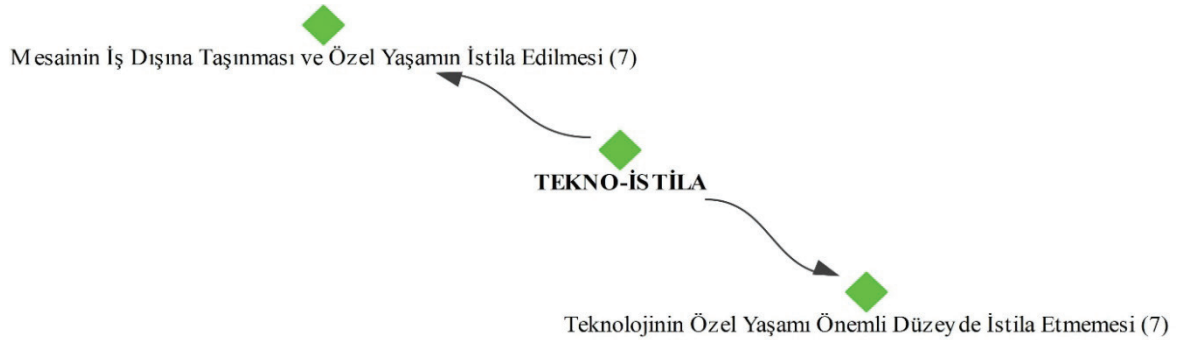 Mesainin İş Dışına Taşınması ve Özel Yaşamın İstila Edilmesi (7)
TEKNO-İSTİLA
Teknolojinin Özel Yaşamı Önemli Düzeyde İstila Etmemesi (7)